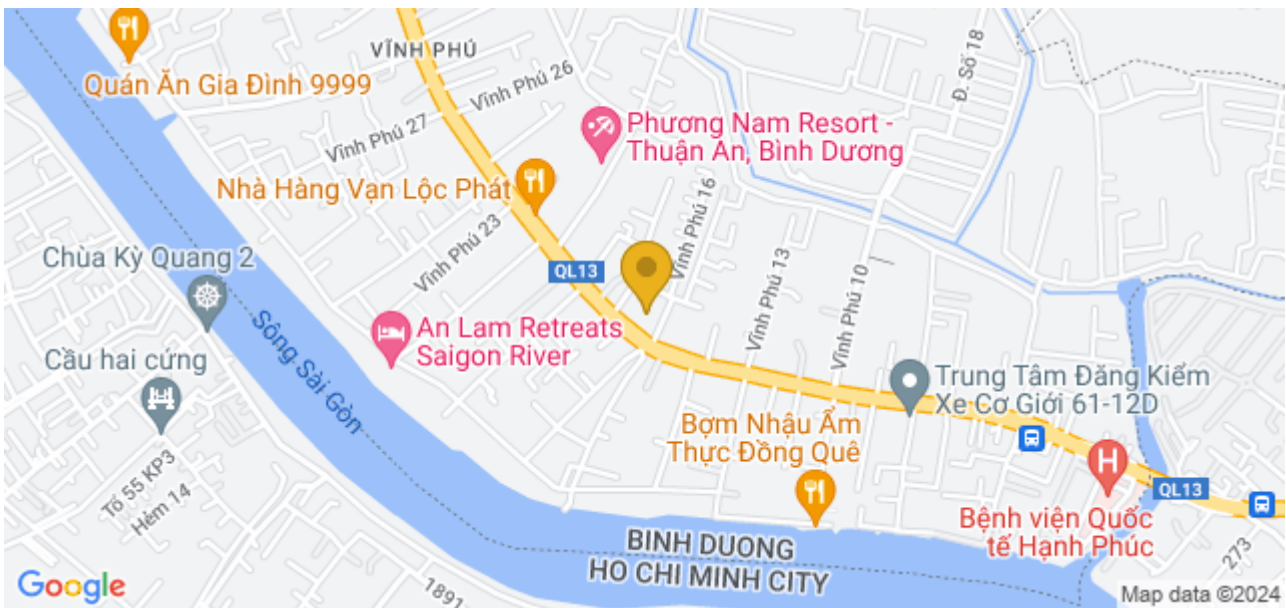 VĨNH PHÚ
Đ. Số 18
Quán Ăn Gia Đình 9999
Vĩnh Phú 26
Vĩnh Phú 27
Phương Nam Resort -
Thuận An, Bình Dương
Nhà Hàng Vạn Lộc Phát
Vĩnh Phú 16
Vĩnh Phú 23
Chùa Kỳ Quang 2
QL13
Vĩnh Phú 13
Vĩnh Phú 10
Sông Sài Gòn
An Lam Retreats
Saigon River
Cầu hai cứng
Trung Tâm Đăng Kiểm
Xe Cơ Giới 61-12D
Bợm Nhậu Ẩm
Thực Đồng Quê
Tổ 55 KP3
Hẻm 14
H
QL13
Bệnh viện Quốc
tế Hạnh Phúc
BINH DUONG
HO CHI MINH CITY
273
1891
Google
Map data ©2024